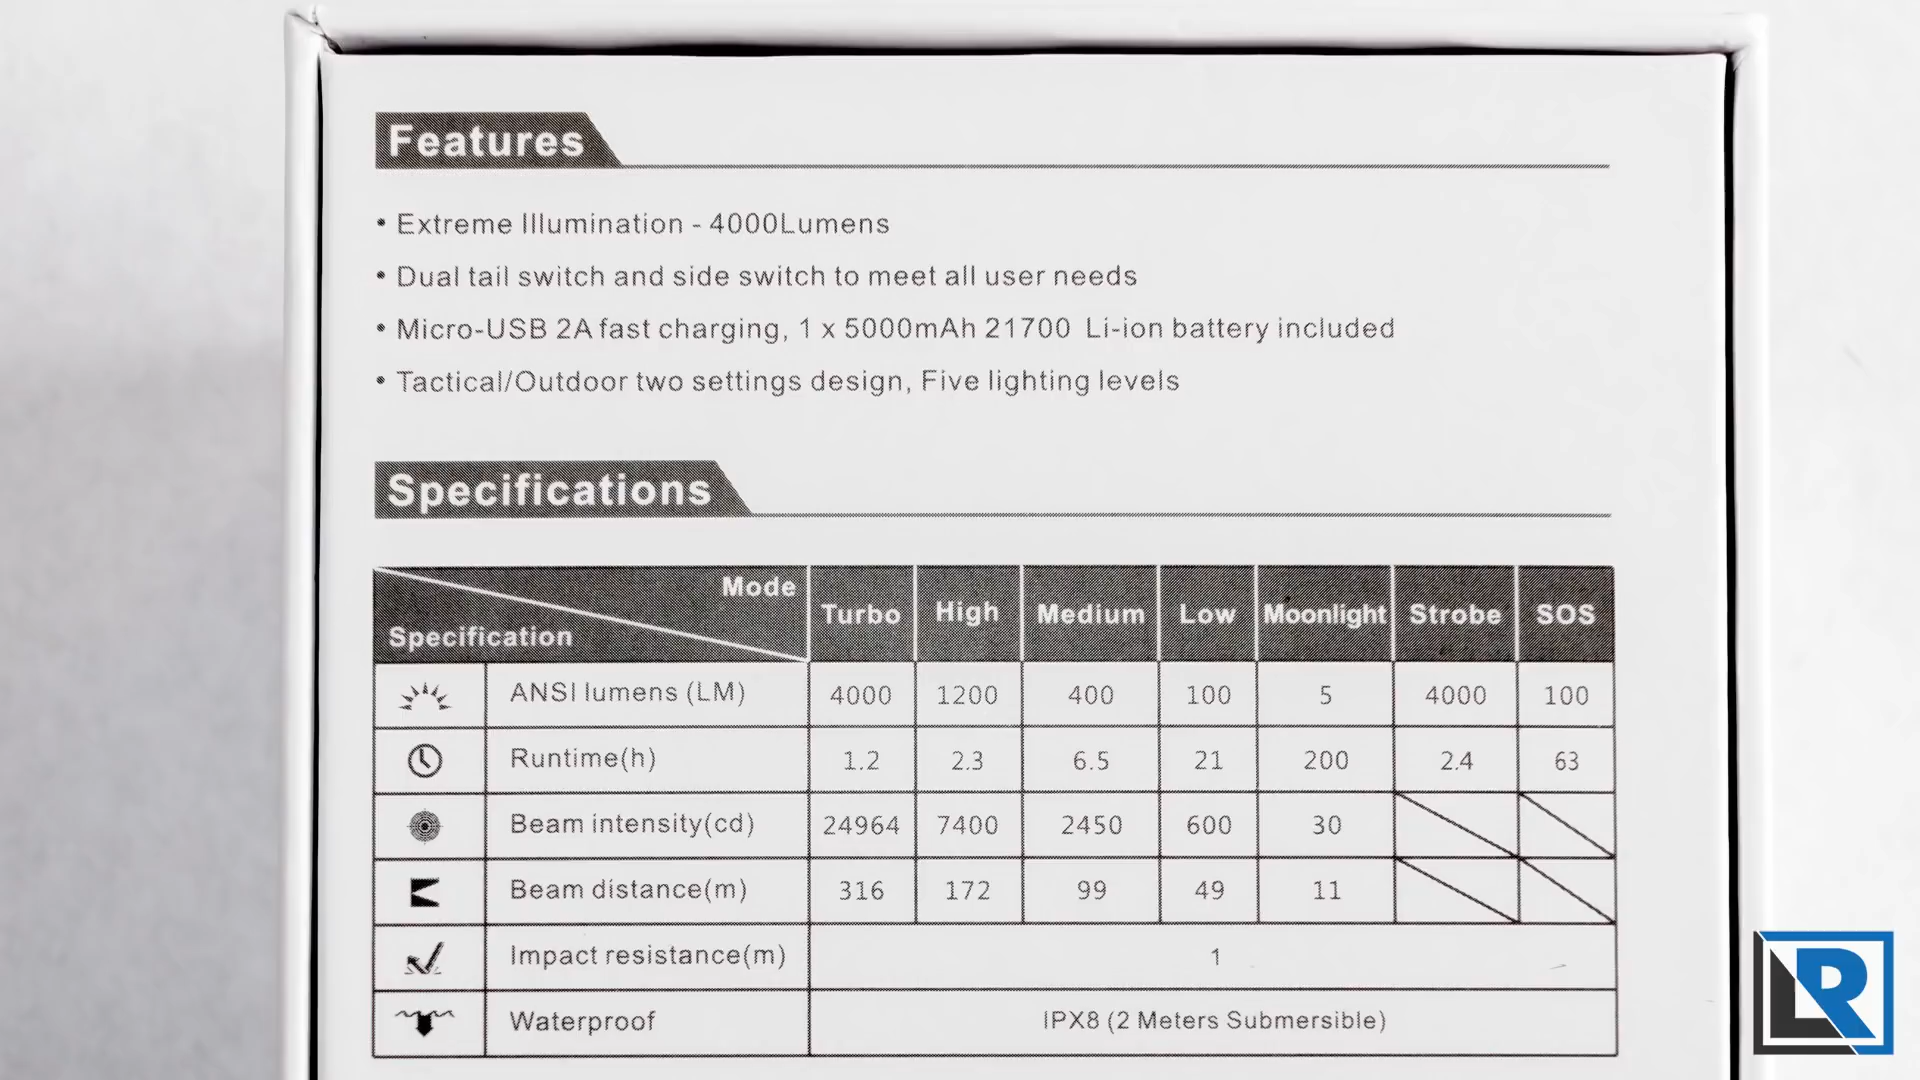 Features
• Extreme Illumination - 4000Lumens
• Dual tail switch and side switch to meet all user needs
• Micro-USB 2A fast charging, 1 x 5000mAh 21700 Li-ion battery included
• Tactical/Outdoor two settings design, Five lighting levels
Specifications
Mode
Specification
Turbo High Medium Low Moonlight Strobe SOS
ANSI lumens (LM) 4000 1200 400 100 5 4000 100
Runtime(h) 1.2 2.3 6.5 21 200 2.4 63
Beam intensity(cd) 24964 7400 2450 600 30
Beam distance(m) 316 172 99 49 11
Impact resistance(m) 1
Waterproof IPX8 (2 Meters Submersible)
LR